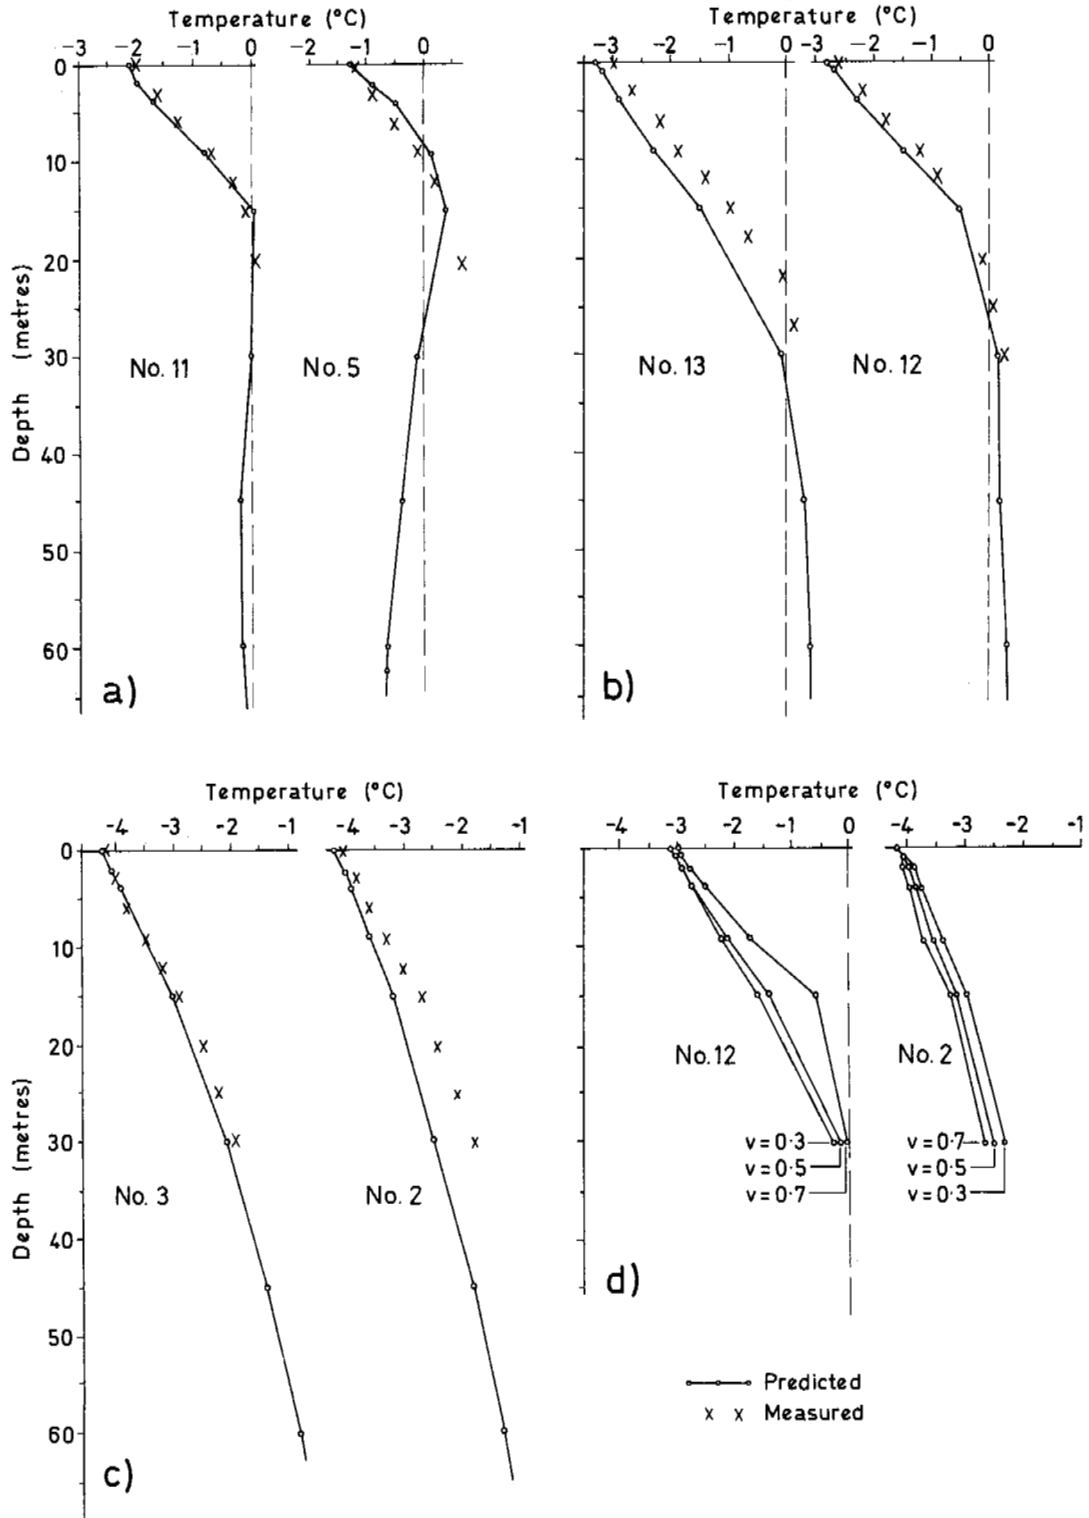 Temperature (°C)
-3 -2 -1 0 -2 -1 0
0
10
20
30
40
50
60
Depth (metres)
No. 11
No. 5
a)
Temperature (°C)
-3 -2 -1 0 -3 -2 -1 0
No. 13
No. 12
b)
Temperature (°C)
-4 -3 -2 -1 -4 -3 -2 -1
0
10
20
30
40
50
60
Depth (metres)
No. 3
No. 2
c)
Temperature (°C)
-4 -3 -2 -1 0 -4 -3 -2 -1
No. 12
No. 2
v = 0·3
v = 0·5
v = 0·7
v = 0·7
v = 0·5
v = 0·3
d)
Predicted
x x Measured